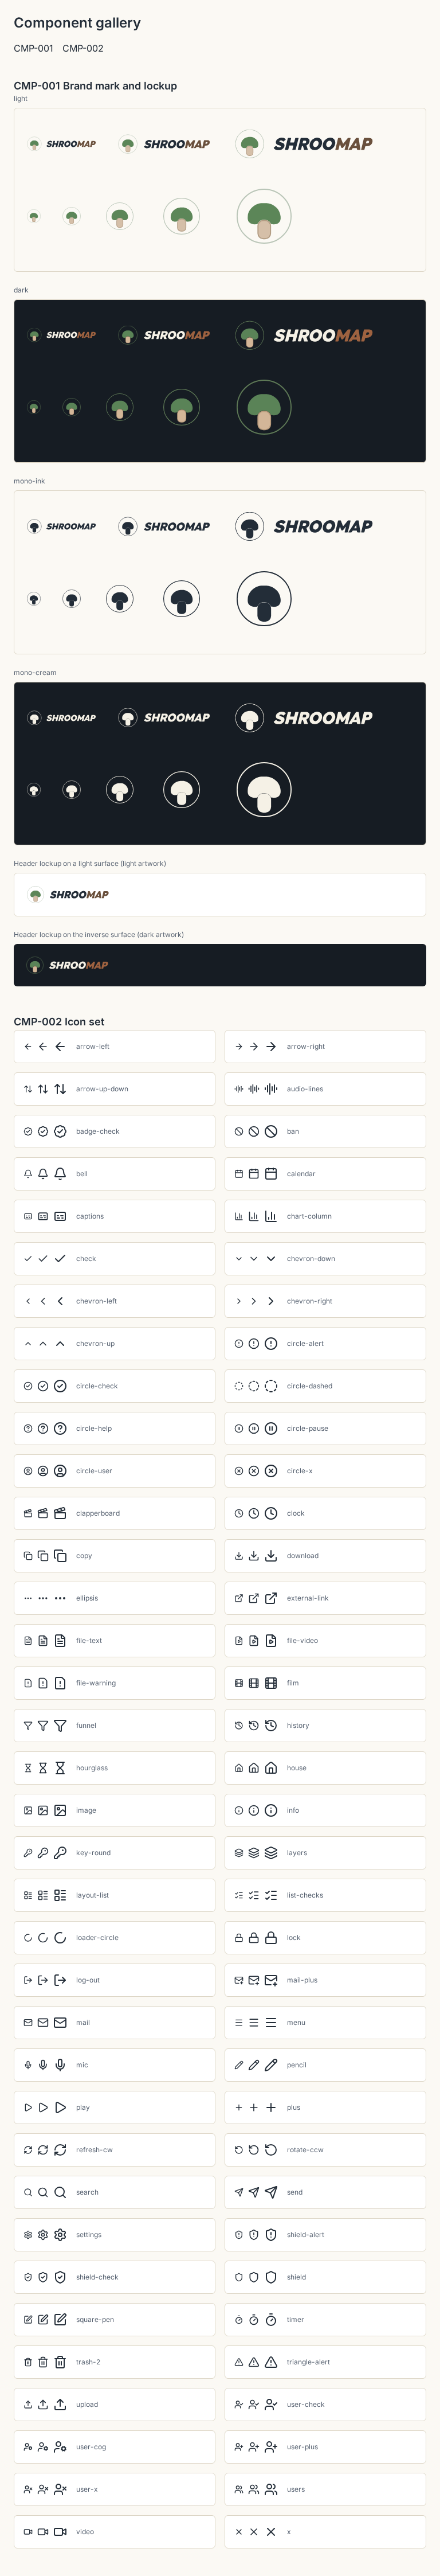 Component gallery
CMP-001 CMP-002
CMP-001 Brand mark and lockup
light
SHROOMAP SHROOMAP SHROOMAP
dark
SHROOMAP SHROOMAP SHROOMAP
mono-ink
SHROOMAP SHROOMAP SHROOMAP
mono-cream
SHROOMAP SHROOMAP SHROOMAP
Header lockup on a light surface (light artwork)
SHROOMAP
Header lockup on the inverse surface (dark artwork)
SHROOMAP
CMP-002 Icon set
arrow-left arrow-right
arrow-up-down audio-lines
badge-check ban
bell calendar
captions chart-column
check chevron-down
chevron-left chevron-right
chevron-up circle-alert
circle-check circle-dashed
circle-help circle-pause
circle-user circle-x
clapperboard clock
copy download
ellipsis external-link
file-text file-video
file-warning film
funnel history
hourglass house
image info
key-round layers
layout-list list-checks
loader-circle lock
log-out mail-plus
mail menu
mic pencil
play plus
refresh-cw rotate-ccw
search send
settings shield-alert
shield-check shield
square-pen timer
trash-2 triangle-alert
upload user-check
user-cog user-plus
user-x users
video x